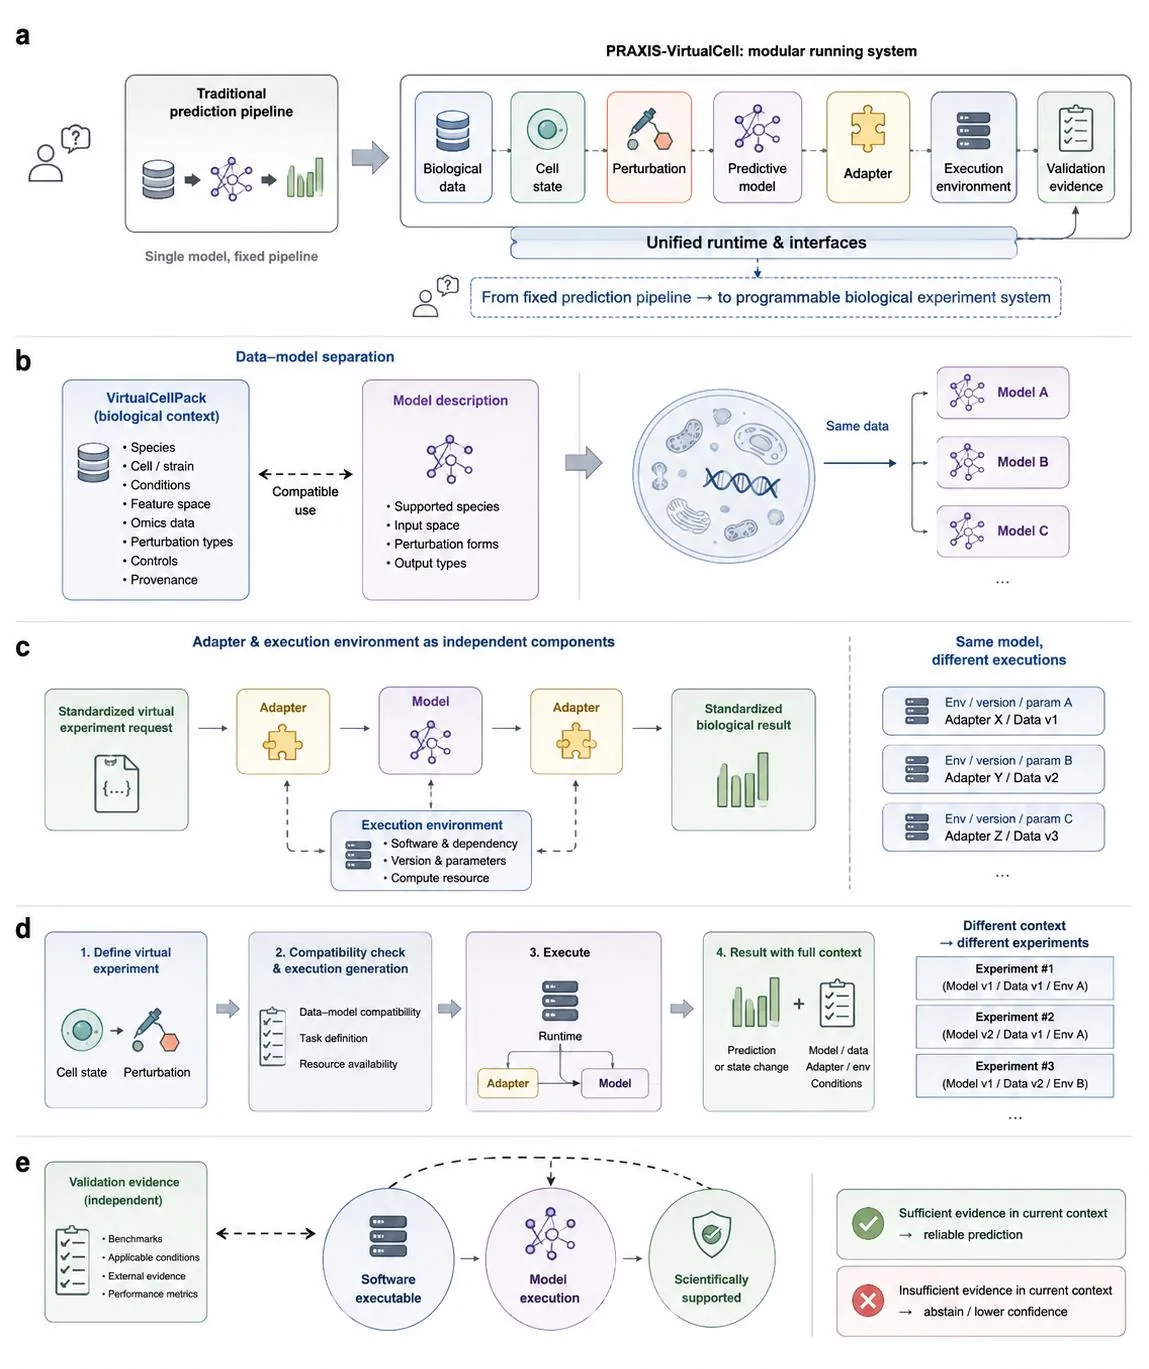 a
PRAXIS-VirtualCell: modular running system
Traditional
prediction pipeline
?
Single model, fixed pipeline
Biological
data
Cell
state
Perturbation
Predictive
model
Adapter
Execution
environment
Validation
evidence
Unified runtime & interfaces
?
From fixed prediction pipeline → to programmable biological experiment system
b
Data–model separation
VirtualCellPack
(biological context)
• Species
• Cell / strain
• Conditions
• Feature space
• Omics data
• Perturbation types
• Controls
• Provenance
Compatible
use
Model description
• Supported species
• Input space
• Perturbation forms
• Output types
Same data
Model A
Model B
Model C
...
c
Adapter & execution environment as independent components
Standardized virtual
experiment request
{...}
Adapter
Model
Adapter
Standardized
biological result
Execution environment
• Software & dependency
• Version & parameters
• Compute resource
Same model,
different executions
Env / version / param A
Adapter X / Data v1
Env / version / param B
Adapter Y / Data v2
Env / version / param C
Adapter Z / Data v3
...
d
1. Define virtual
experiment
Cell state
Perturbation
2. Compatibility check
& execution generation
Data–model compatibility
Task definition
Resource availability
3. Execute
Runtime
Adapter
Model
4. Result with full context
+
Prediction
or state change
Model / data
Adapter / env
Conditions
Different context
→ different experiments
Experiment #1
(Model v1 / Data v1 / Env A)
Experiment #2
(Model v2 / Data v1 / Env A)
Experiment #3
(Model v1 / Data v2 / Env B)
...
e
Validation evidence
(independent)
• Benchmarks
• Applicable conditions
• External evidence
• Performance metrics
Software
executable
Model
execution
Scientifically
supported
Sufficient evidence in current context
→ reliable prediction
Insufficient evidence in current context
→ abstain / lower confidence